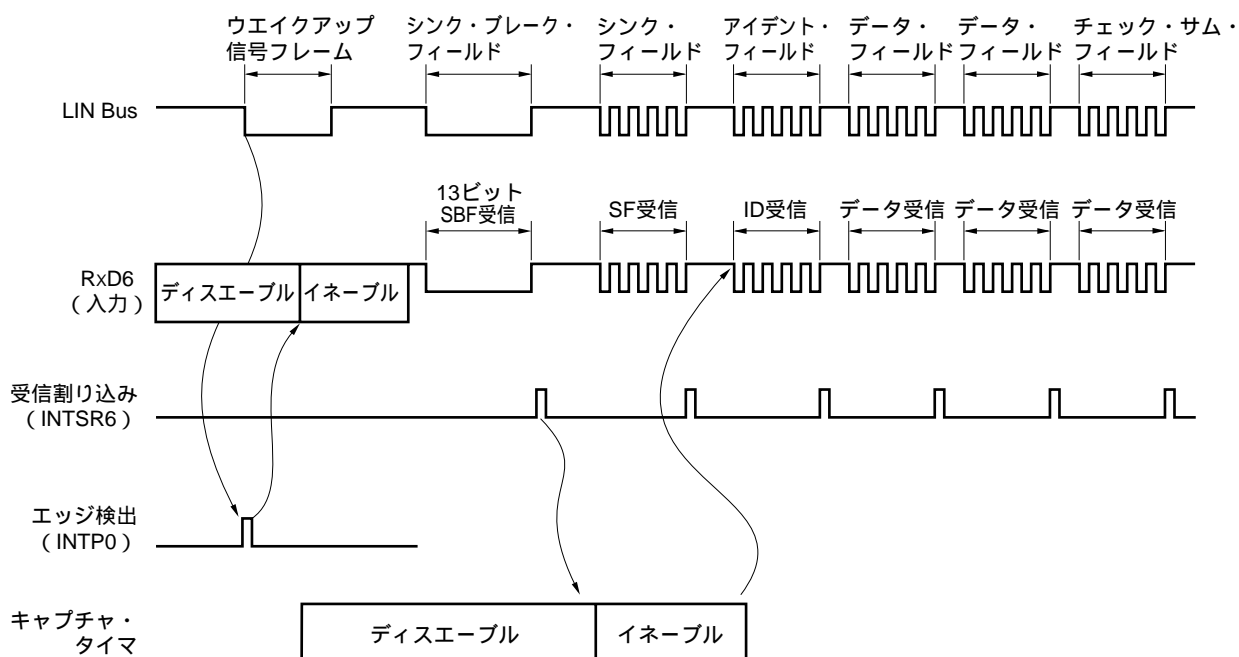 ウエイクアップ
信号フレーム
シンク・ブレーク・
フィールド
シンク・
フィールド
アイデント・
フィールド
データ・
フィールド
データ・
フィールド
チェック・サム・
フィールド
LIN Bus
13ビット
SBF受信
SF受信
ID受信
データ受信
データ受信
データ受信
RxD6
（入力）
ディスエーブル
イネーブル
受信割り込み
（INTSR6）
エッジ検出
（INTP0）
キャプチャ・
タイマ
ディスエーブル
イネーブル